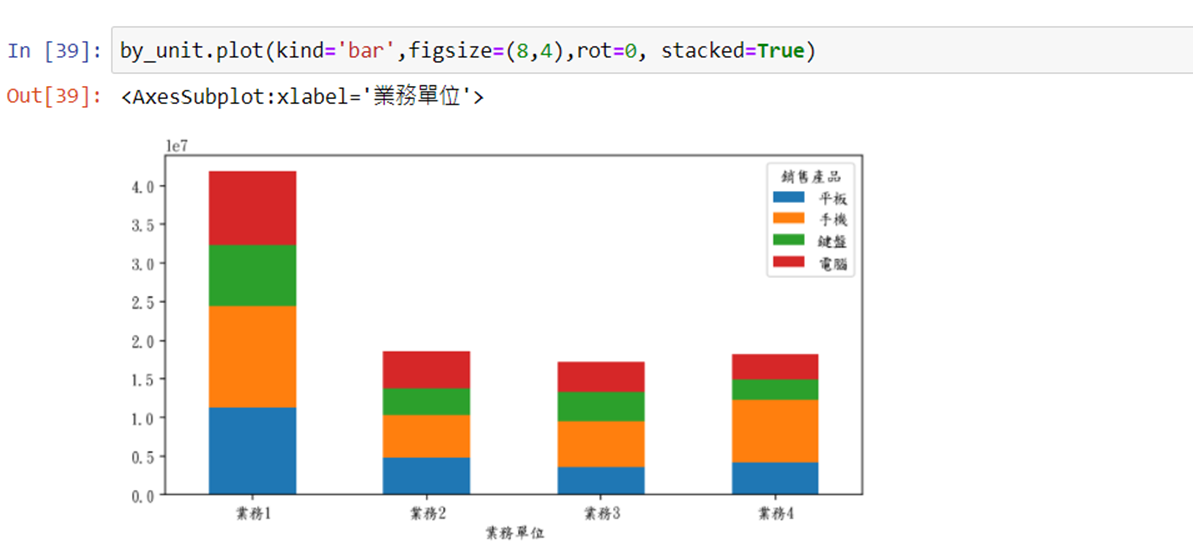 In [39]: by_unit.plot(kind='bar',figsize=(8,4),rot=0, stacked=True)
Out[39]: <AxesSubplot:xlabel='業務單位'>
1e7
4.0
3.5
3.0
2.5
2.0
1.5
1.0
0.5
0.0
銷售產品
平板
手機
鍵盤
電腦
業務1 業務2 業務3 業務4
業務單位